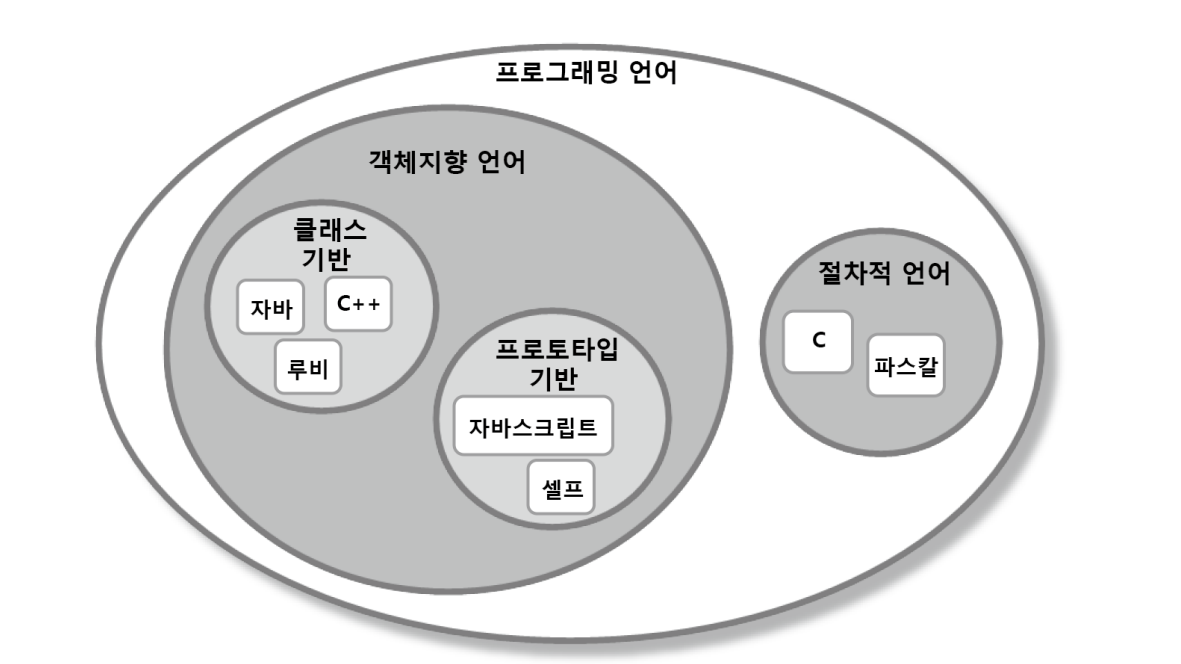 프로그래밍 언어
객체지향 언어
클래스
기반
자바
C++
루비
프로토타입
기반
자바스크립트
셀프
절차적 언어
C
파스칼